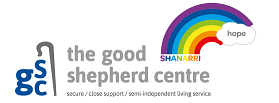 SHANARRI
hope
gsc
the good
shepherd centre
secure / close support / semi-independent living service